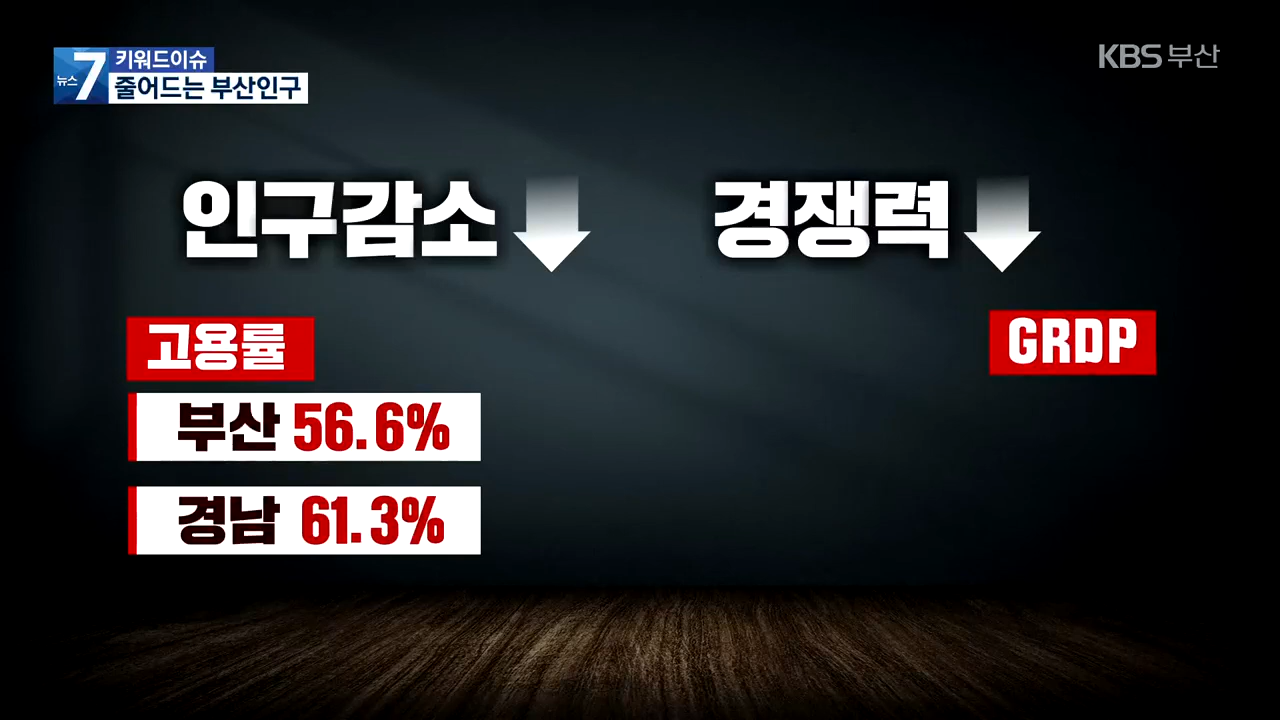 뉴스 7
키워드이슈
줄어드는 부산인구
KBS 부산
인구감소
경쟁력
고용률
GRDP
부산 56.6%
경남 61.3%